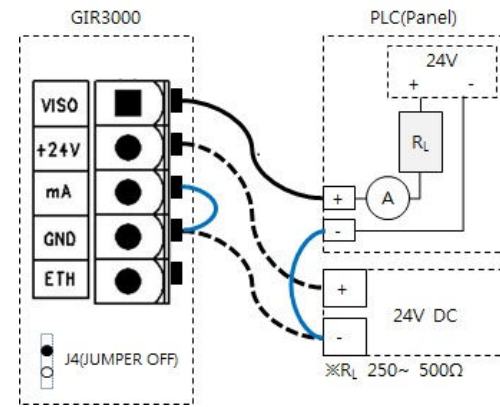 GIR3000
PLC(Panel)
24V
+ -
VISO
+24V
mA
GND
ETH
RL
+
A
-
+
24V DC
-
J4(JUMPER OFF)
※RL 250~ 500Ω